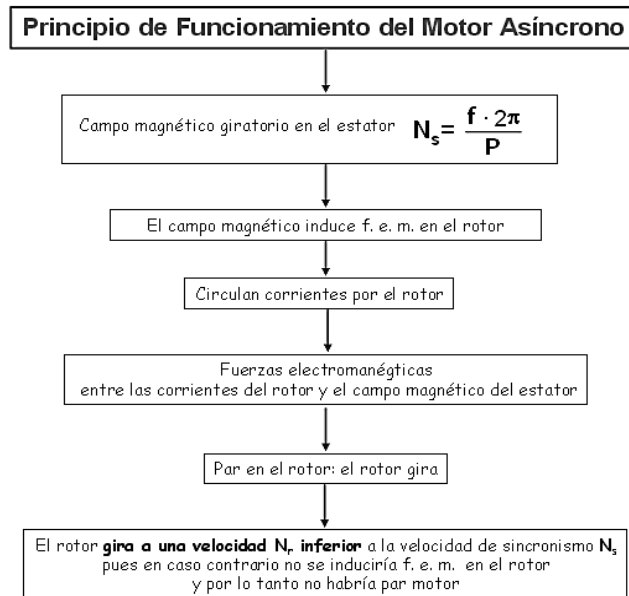 Principio de Funcionamiento del Motor Asíncrono
Campo magnético giratorio en el estator N_s = f · 2π / P
El campo magnético induce f. e. m. en el rotor
Circulan corrientes por el rotor
Fuerzas electromanégticas
entre las corrientes del rotor y el campo magnético del estator
Par en el rotor: el rotor gira
El rotor gira a una velocidad N_r inferior a la velocidad de sincronismo N_s
pues en caso contrario no se induciría f. e. m. en el rotor
y por lo tanto no habría par motor